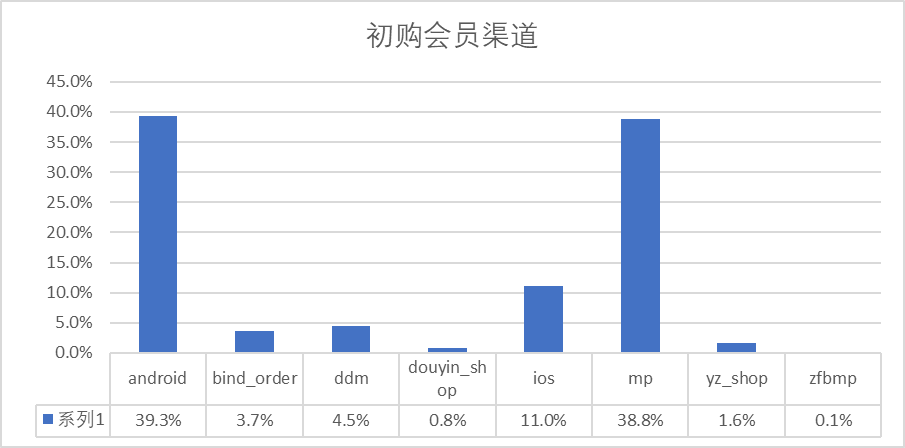 初购会员渠道
45.0%
40.0%
35.0%
30.0%
25.0%
20.0%
15.0%
10.0%
5.0%
0.0%
android bind_order ddm douyin_sh ios mp yz_shop zfbmp
op
系列1 39.3% 3.7% 4.5% 0.8% 11.0% 38.8% 1.6% 0.1%